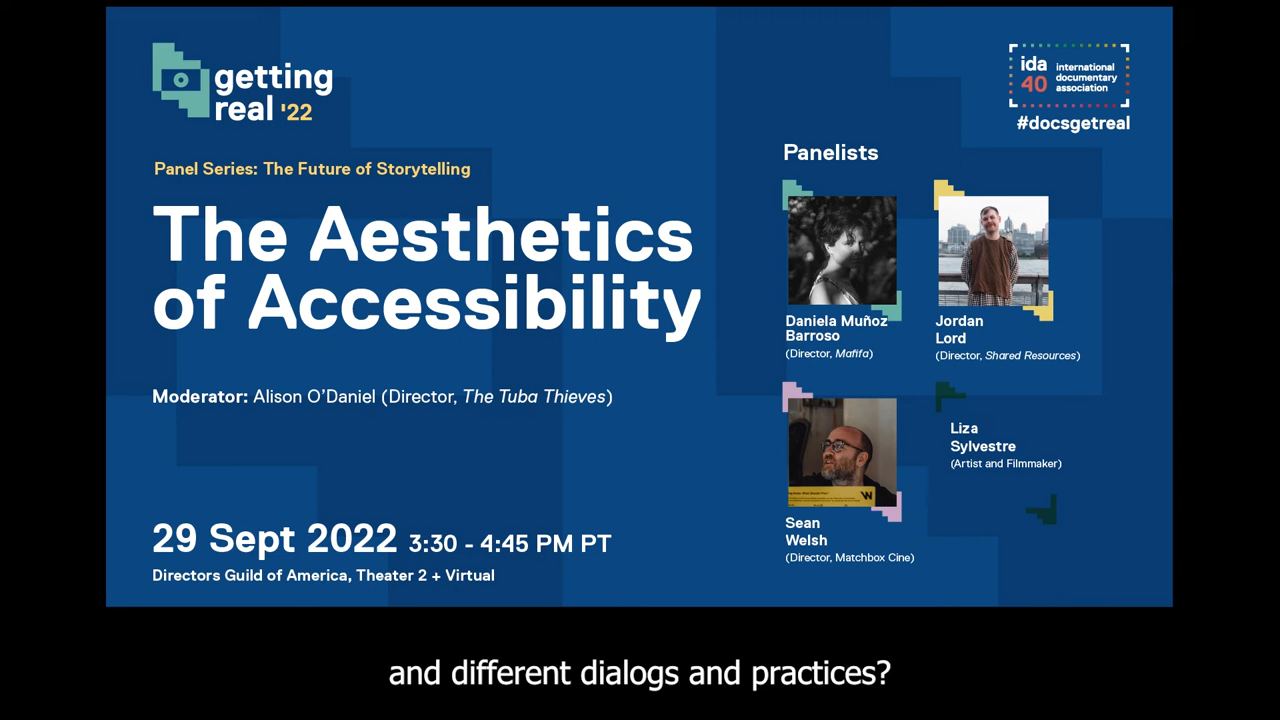 getting
real '22
ida
40
international
documentary
association
#docsgetreal
Panel Series: The Future of Storytelling
The Aesthetics
of Accessibility
Moderator: Alison O'Daniel (Director, The Tuba Thieves)
29 Sept 2022 3:30 - 4:45 PM PT
Directors Guild of America, Theater 2 + Virtual
Panelists
Daniela Muñoz
Barroso
(Director, Mafifa)
Jordan
Lord
(Director, Shared Resources)
Sean
Welsh
(Director, Matchbox Cine)
Liza
Sylvestre
(Artist and Filmmaker)
and different dialogs and practices?